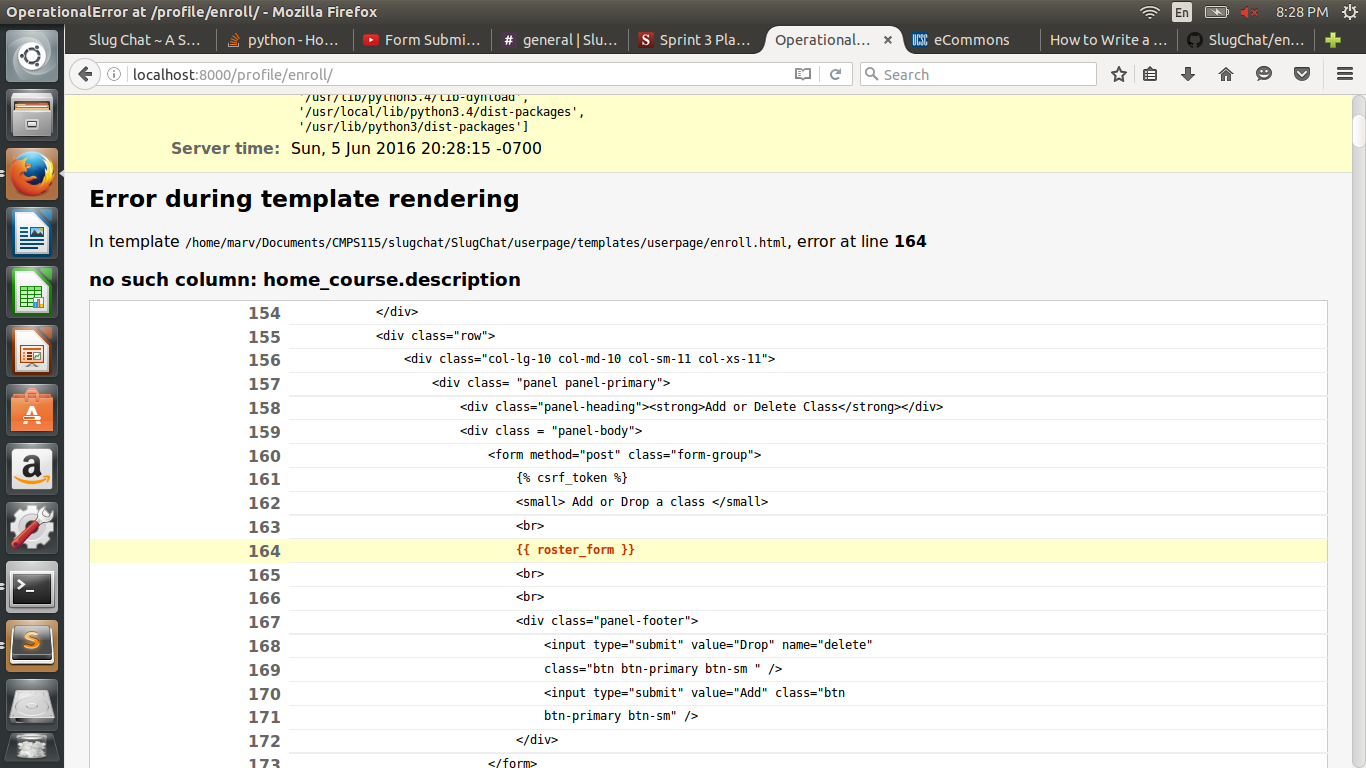 OperationalError at /profile/enroll/ - Mozilla Firefox
En
8:28 PM
Slug Chat ~ A S...
python - Ho...
Form Submi...
general | Slu...
Sprint 3 Pla...
Operational...
eCommons
How to Write a ...
SlugChat/en...
localhost:8000/profile/enroll/
Search
'/usr/lib/python3.4/lib-dynload',
'/usr/local/lib/python3.4/dist-packages',
'/usr/lib/python3/dist-packages']
Server time: Sun, 5 Jun 2016 20:28:15 -0700
Error during template rendering
In template /home/marv/Documents/CMPS115/slugchat/SlugChat/userpage/templates/userpage/enroll.html, error at line 164
no such column: home_course.description
154 </div>
155 <div class="row">
156 <div class="col-lg-10 col-md-10 col-sm-11 col-xs-11">
157 <div class= "panel panel-primary">
158 <div class="panel-heading"><strong>Add or Delete Class</strong></div>
159 <div class = "panel-body">
160 <form method="post" class="form-group">
161 {% csrf_token %}
162 <small> Add or Drop a class </small>
163 <br>
164 {{ roster_form }}
165 <br>
166 <br>
167 <div class="panel-footer">
168 <input type="submit" value="Drop" name="delete"
169 class="btn btn-primary btn-sm " />
170 <input type="submit" value="Add" class="btn
171 btn-primary btn-sm" />
172 </div>
173 </form>